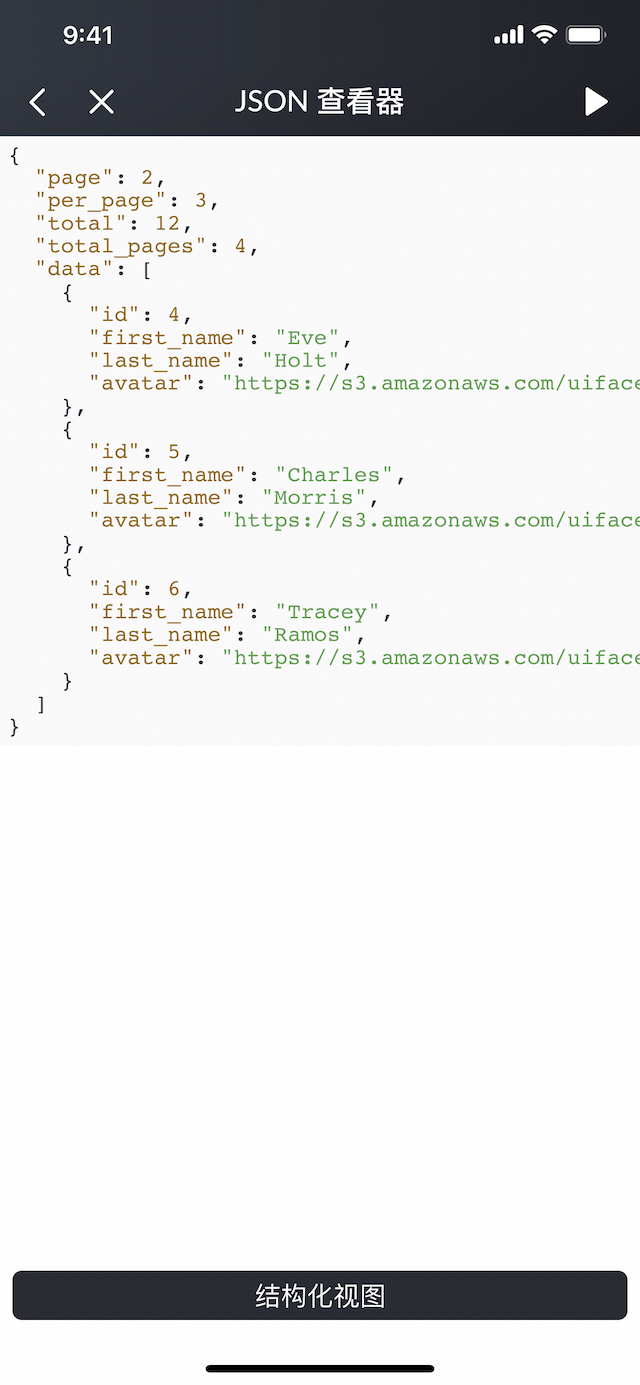 9:41
JSON 查看器
{
  "page": 2,
  "per_page": 3,
  "total": 12,
  "total_pages": 4,
  "data": [
    {
      "id": 4,
      "first_name": "Eve",
      "last_name": "Holt",
      "avatar": "https://s3.amazonaws.com/uiface
    },
    {
      "id": 5,
      "first_name": "Charles",
      "last_name": "Morris",
      "avatar": "https://s3.amazonaws.com/uiface
    },
    {
      "id": 6,
      "first_name": "Tracey",
      "last_name": "Ramos",
      "avatar": "https://s3.amazonaws.com/uiface
    }
  ]
}
结构化视图